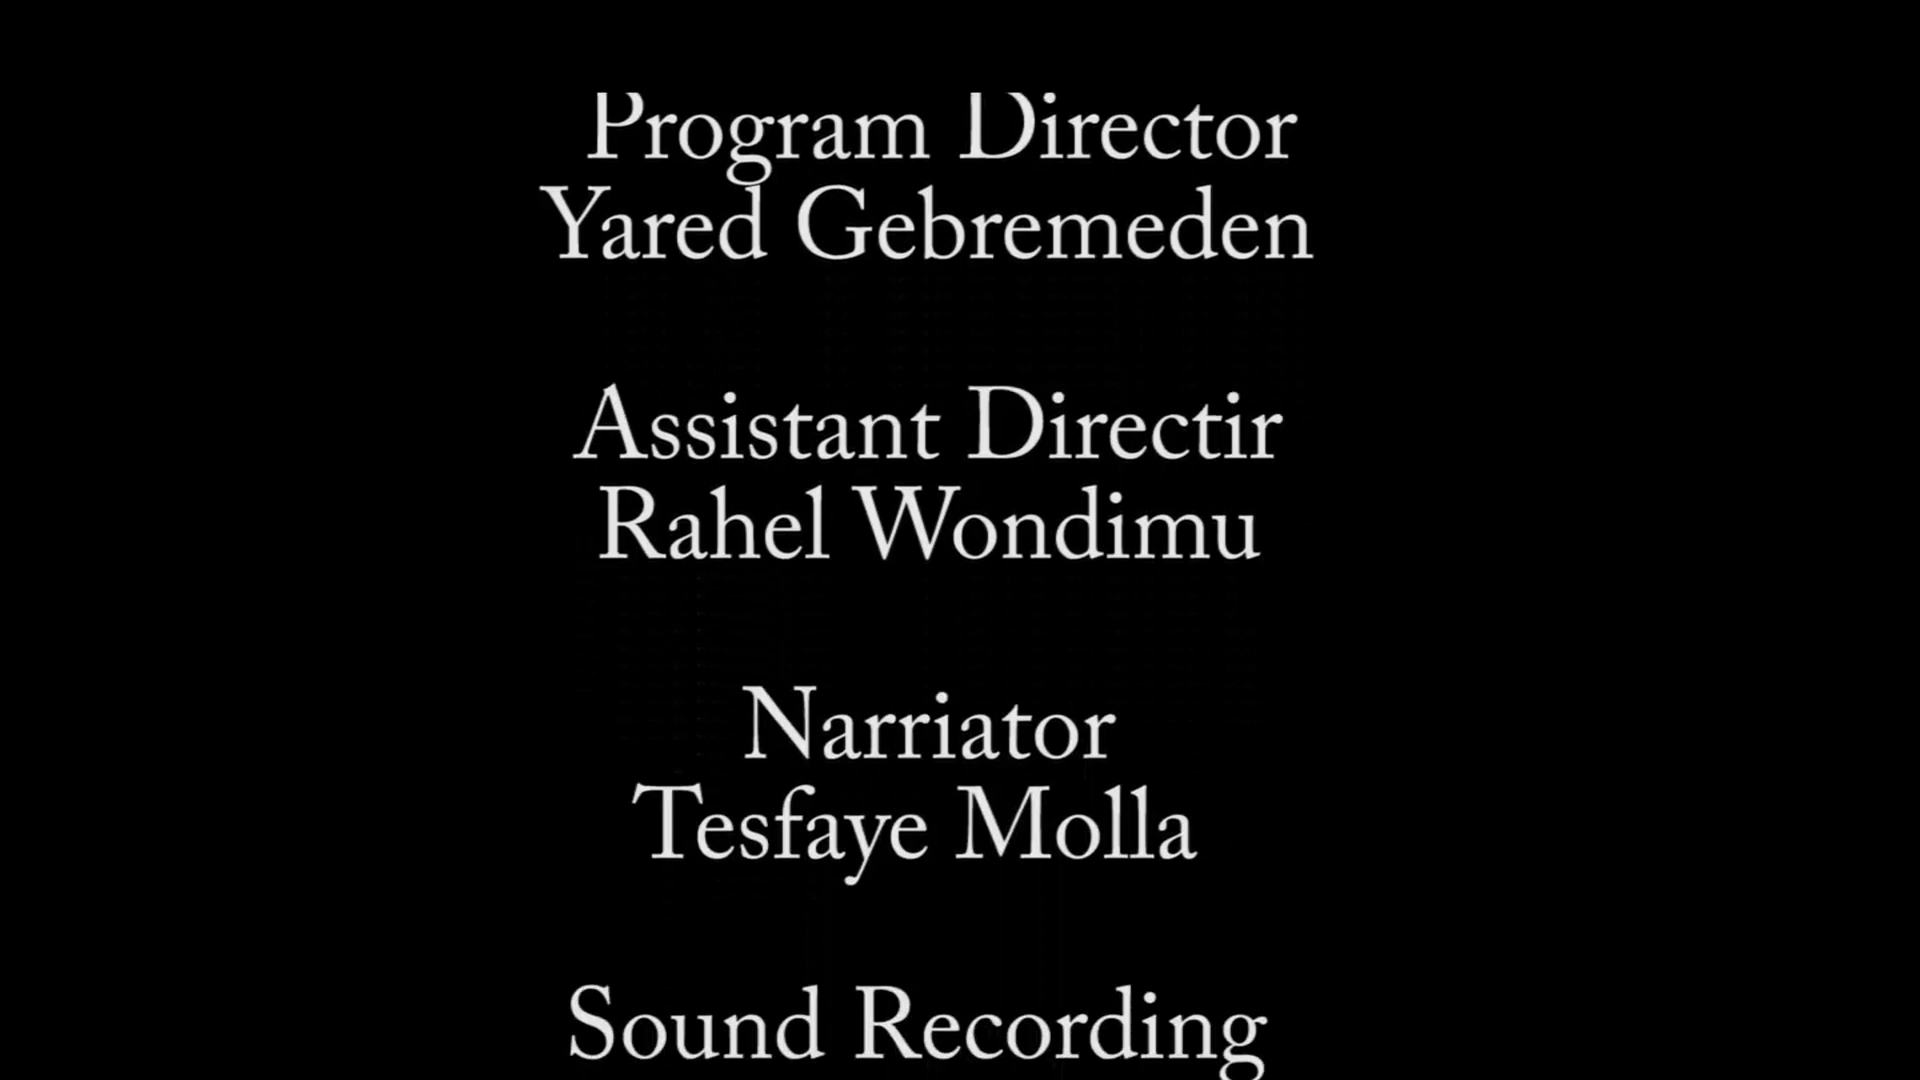 Program Director
Yared Gebremeden
Assistant Directir
Rahel Wondimu
Narriator
Tesfaye Molla
Sound Recording